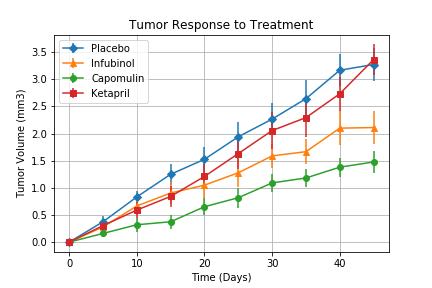 Tumor Response to Treatment
Placebo
Infubinol
Capomulin
Ketapril
Tumor Volume (mm3)
3.5
3.0
2.5
2.0
1.5
1.0
0.5
0.0
0 10 20 30 40
Time (Days)